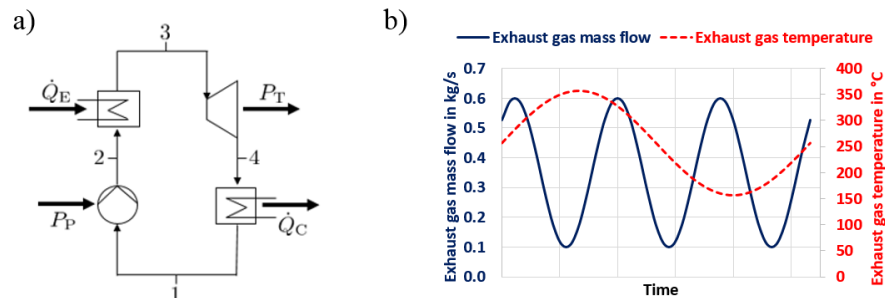 a)
3
Q̇E
PT
2
4
PP
Q̇C
1
b)
Exhaust gas mass flow Exhaust gas temperature
Exhaust gas mass flow in kg/s
0.7
0.6
0.5
0.4
0.3
0.2
0.1
0.0
Time
400
350
300
250
200
150
100
50
0
Exhaust gas temperature in °C